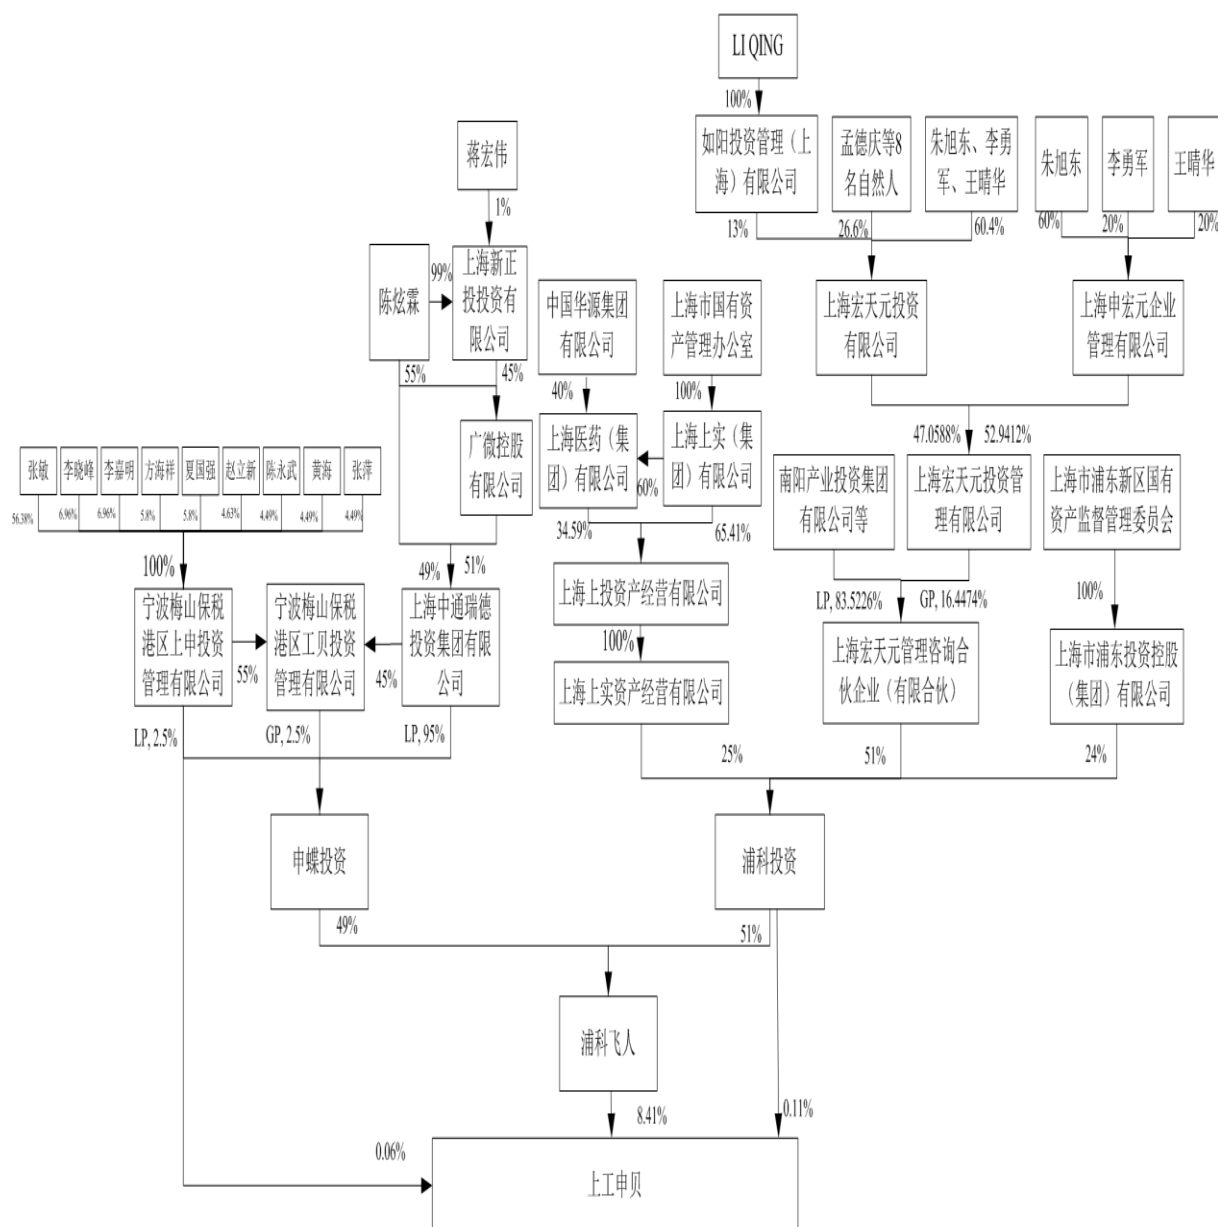 LI QING
100%
蒋宏伟
如阳投资管理（上
海）有限公司
孟德庆等8
名自然人
朱旭东、李勇
军、王晴华
朱旭东
李勇军
王晴华
1%
13%
26.6%
60.4%
60%
20%
20%
陈炫霖
99%
上海新正
投投资有
限公司
中国华源集团
有限公司
上海市国有资
产管理办公室
上海宏天元投资
有限公司
上海申宏元企业
管理有限公司
55%
45%
40%
100%
广微控股
有限公司
上海医药（集
团）有限公司
60%
上海上实（集
团）有限公司
47.0588%
52.9412%
张敏
李晓峰
李嘉明
方海祥
夏国强
赵立新
陈永武
黄海
张萍
南阳产业投资集团
有限公司等
上海宏天元投资管
理有限公司
上海市浦东新区国有
资产监督管理委员会
56.38%
6.96%
6.96%
5.8%
5.8%
4.63%
4.49%
4.49%
4.49%
34.59%
65.41%
100%
49%
51%
上海上投资产经营有限公司
LP, 83.5226%
GP, 16.4474%
100%
宁波梅山保税
港区上申投资
管理有限公司
55%
宁波梅山保税
港区工贝投资
管理有限公司
45%
上海中通瑞德
投资集团有限
公司
100%
上海上实资产经营有限公司
上海宏天元管理咨询合
伙企业（有限合伙）
上海市浦东投资控股
（集团）有限公司
LP, 2.5%
GP, 2.5%
LP, 95%
25%
51%
24%
申蝶投资
浦科投资
49%
51%
浦科飞人
8.41%
0.11%
0.06%
上工申贝